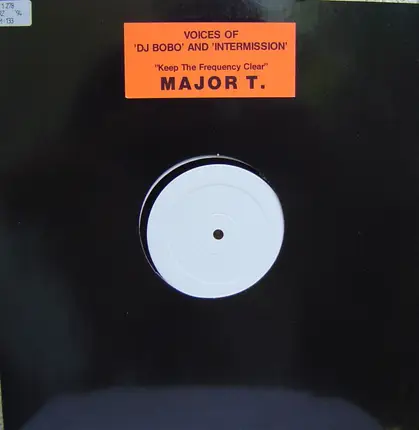 VOICES OF
'DJ BOBO' AND 'INTERMISSION'
"Keep The Frequency Clear"
MAJOR T.